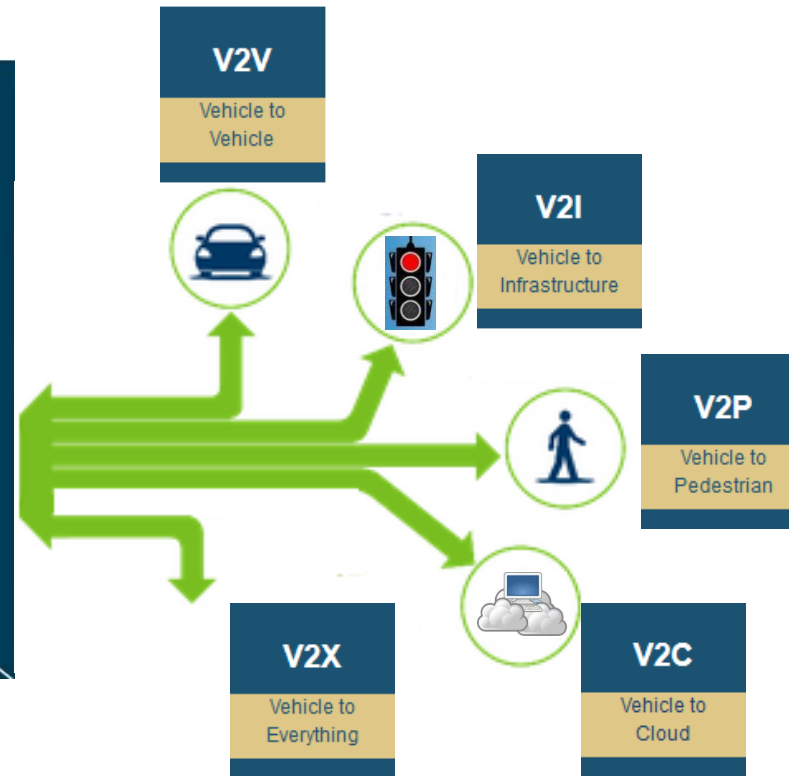 V2V
Vehicle to
Vehicle
V2I
Vehicle to
Infrastructure
V2P
Vehicle to
Pedestrian
V2X
Vehicle to
Everything
V2C
Vehicle to
Cloud